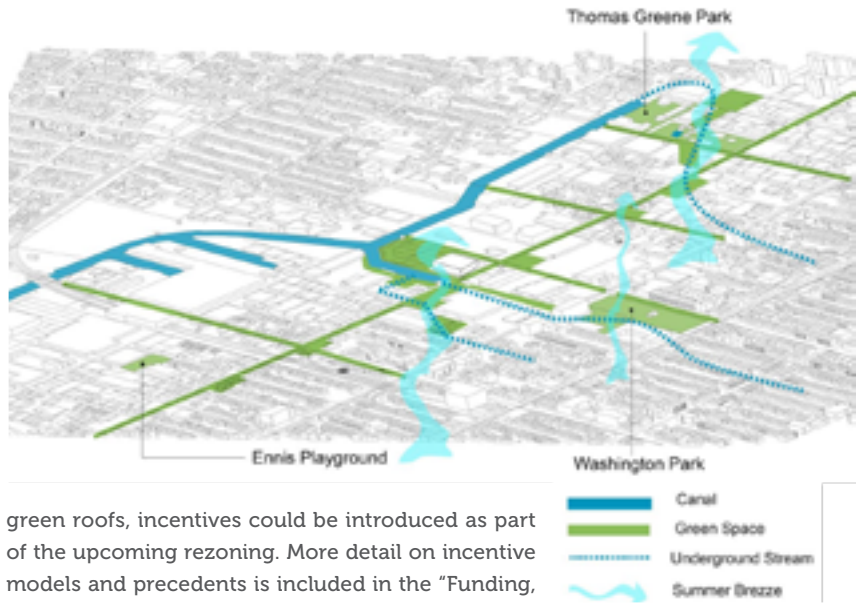 Thomas Greene Park
Ennis Playground
Washington Park
green roofs, incentives could be introduced as part
of the upcoming rezoning. More detail on incentive
models and precedents is included in the “Funding,
Canal
Green Space
Underground Stream
Summer Brezze